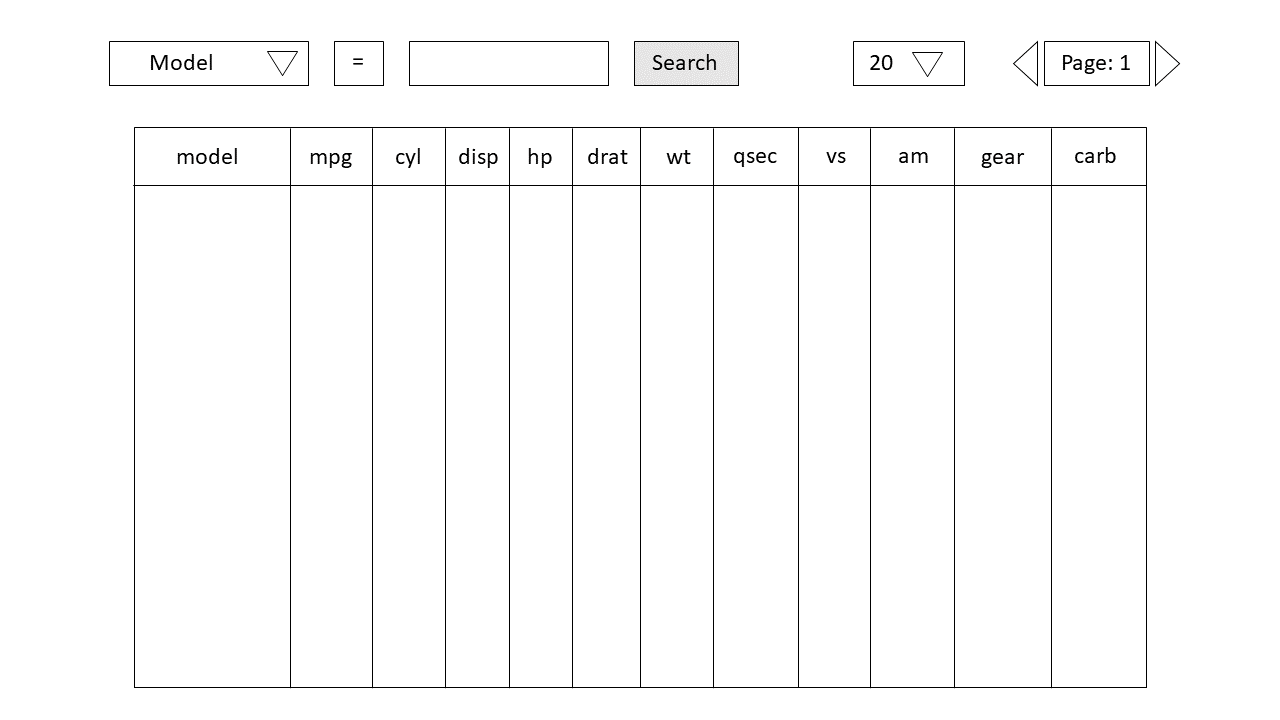 Model = Search 20 Page: 1
model mpg cyl disp hp drat wt qsec vs am gear carb